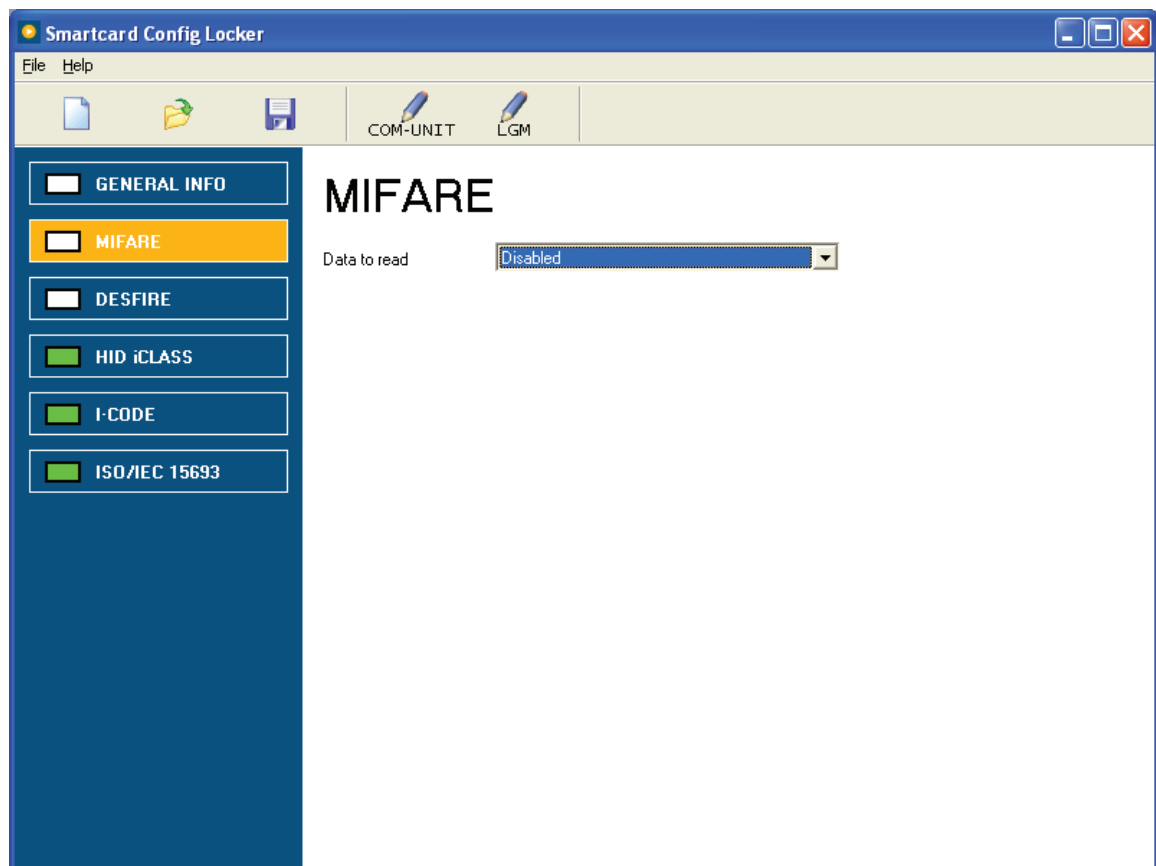 Smartcard Config Locker
File Help
COM-UNIT LGM
GENERAL INFO
MIFARE
DESFIRE
HID iCLASS
I-CODE
ISO/IEC 15693
MIFARE
Data to read Disabled